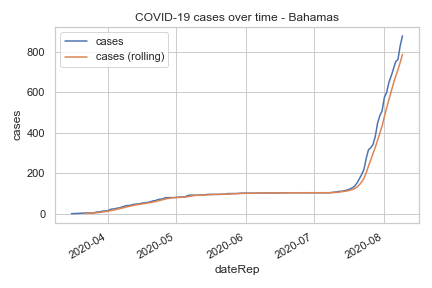 COVID-19 cases over time - Bahamas
cases
cases (rolling)
800
600
400
200
0
cases
2020-04
2020-05
2020-06
2020-07
2020-08
dateRep